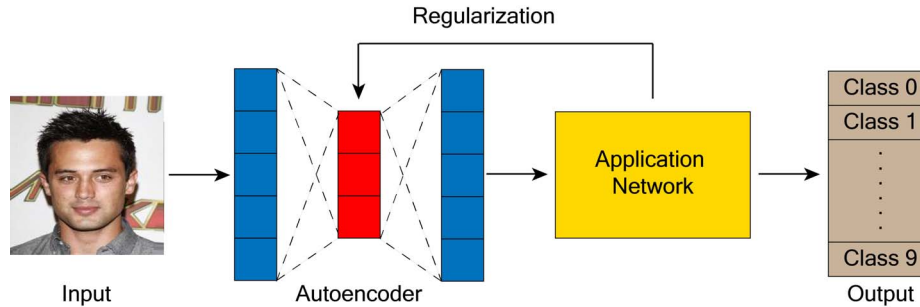 Regularization
Class 0
Class 1
Application
Network
Class 9
Input
Autoencoder
Output